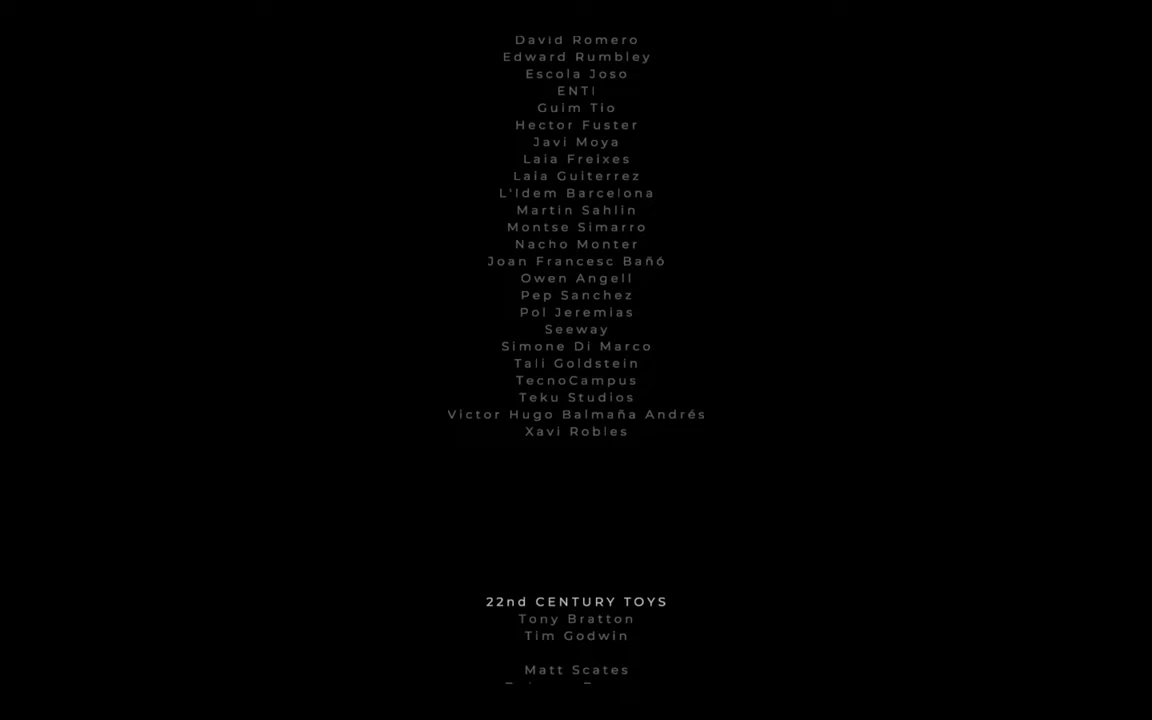 David Romero
Edward Rumbley
Escola Joso
ENTI
Guim Tio
Hector Fuster
Javi Moya
Laia Freixes
Laia Guiterrez
L'Idem Barcelona
Martin Sahlin
Montse Simarro
Nacho Monter
Joan Francesc Bañó
Owen Angell
Pep Sanchez
Pol Jeremias
Seeway
Simone Di Marco
Tali Goldstein
TecnoCampus
Teku Studios
Victor Hugo Balmaña Andrés
Xavi Robles
22nd CENTURY TOYS
Tony Bratton
Tim Godwin
Matt Scates